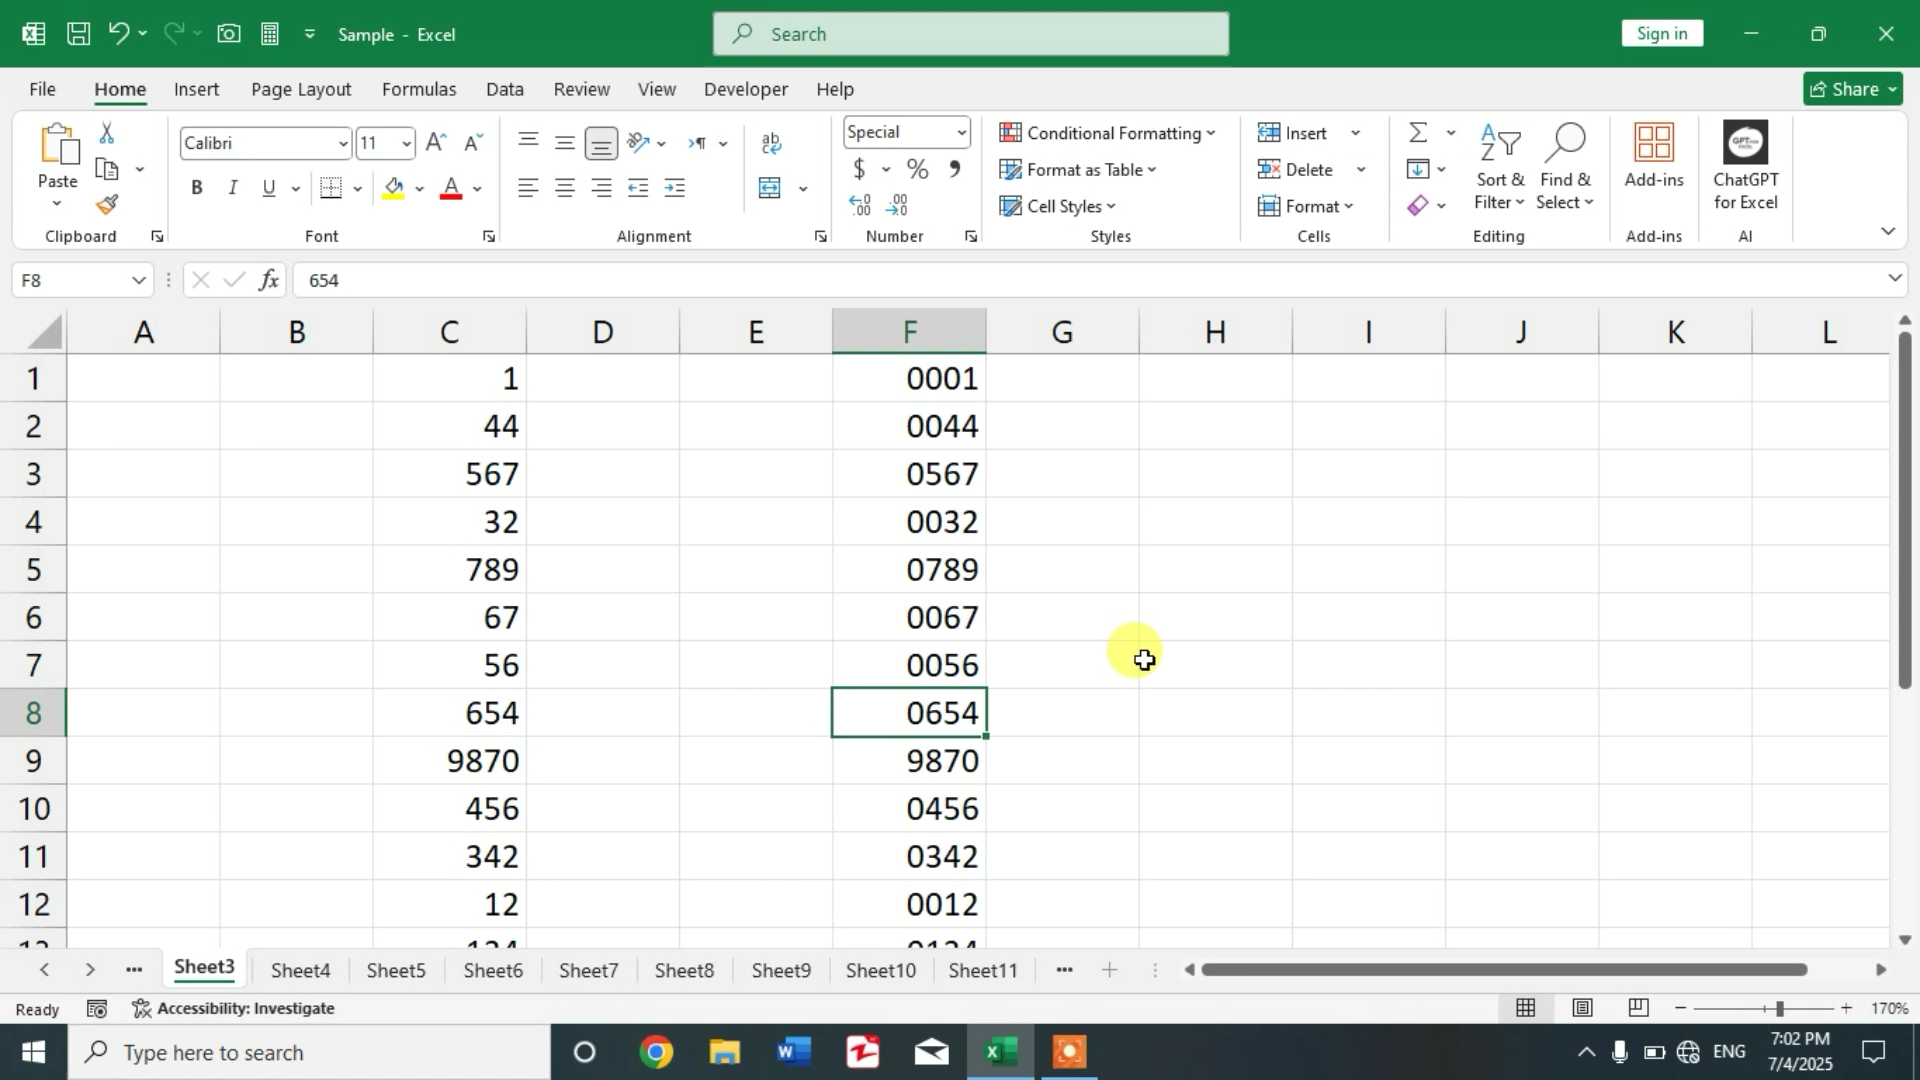 Sample - Excel
Search
Sign in
File Home Insert Page Layout Formulas Data Review View Developer Help
Share
Paste
Clipboard
Calibri 11
B I U
Font
Alignment
Special
$ % ,
Number
Conditional Formatting
Format as Table
Cell Styles
Styles
Insert
Delete
Format
Cells
Sort & Filter
Find & Select
Editing
Add-ins
Add-ins
ChatGPT for Excel
AI
F8
fx 654
A B C D E F G H I J K L
1 1 0001
2 44 0044
3 567 0567
4 32 0032
5 789 0789
6 67 0067
7 56 0056
8 654 0654
9 9870 9870
10 456 0456
11 342 0342
12 12 0012
Sheet3 Sheet4 Sheet5 Sheet6 Sheet7 Sheet8 Sheet9 Sheet10 Sheet11
Ready Accessibility: Investigate
170%
Type here to search
ENG
7:02 PM
7/4/2025